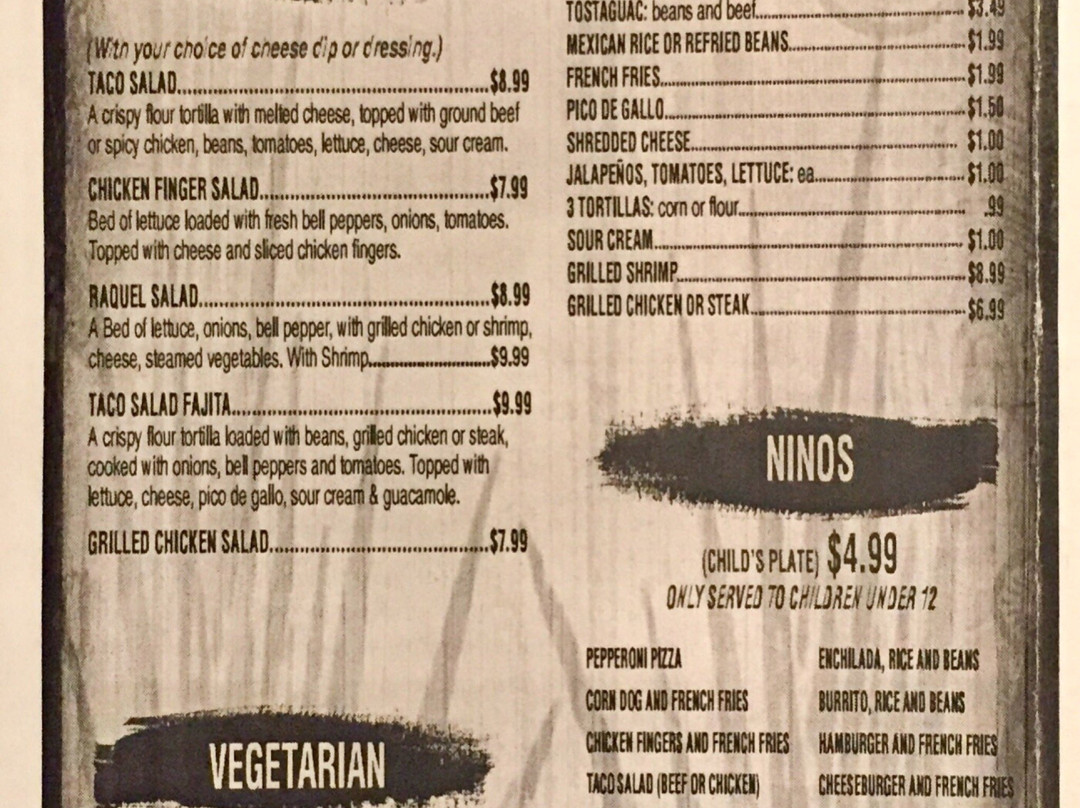 (With your choice of cheese dip or dressing.)
TACO SALAD..................................................$8.99
A crispy flour tortilla with melted cheese, topped with ground beef
or spicy chicken, beans, tomatoes, lettuce, cheese, sour cream.
CHICKEN FINGER SALAD.....................................$7.99
Bed of lettuce loaded with fresh bell peppers, onions, tomatoes.
Topped with cheese and sliced chicken fingers.
RAQUEL SALAD..............................................$8.99
A Bed of lettuce, onions, bell pepper, with grilled chicken or shrimp,
cheese, steamed vegetables. With Shrimp..............................$9.99
TACO SALAD FAJITA.........................................$9.99
A crispy flour tortilla loaded with beans, grilled chicken or steak,
cooked with onions, bell peppers and tomatoes. Topped with
lettuce, cheese, pico de gallo, sour cream & guacamole.
GRILLED CHICKEN SALAD...................................$7.99
VEGETARIAN
TOSTAGUAC: beans and beef..................................................$3.49
MEXICAN RICE OR REFRIED BEANS..........................................$1.99
FRENCH FRIES......................................................................$1.99
PICO DE GALLO.....................................................................$1.50
SHREDDED CHEESE.............................................................. $1.00
JALAPEÑOS, TOMATOES, LETTUCE: ea...................................$1.00
3 TORTILLAS: corn or flour..................................................... .99
SOUR CREAM...................................................................... $1.00
GRILLED SHRIMP...................................................................$8.99
GRILLED CHICKEN OR STEAK..................................................$6.99
NINOS
(CHILD'S PLATE) $4.99
ONLY SERVED TO CHILDREN UNDER 12
PEPPERONI PIZZA
CORN DOG AND FRENCH FRIES
CHICKEN FINGERS AND FRENCH FRIES
TACO SALAD (BEEF OR CHICKEN)
ENCHILADA, RICE AND BEANS
BURRITO, RICE AND BEANS
HAMBURGER AND FRENCH FRIES
CHEESEBURGER AND FRENCH FRIES